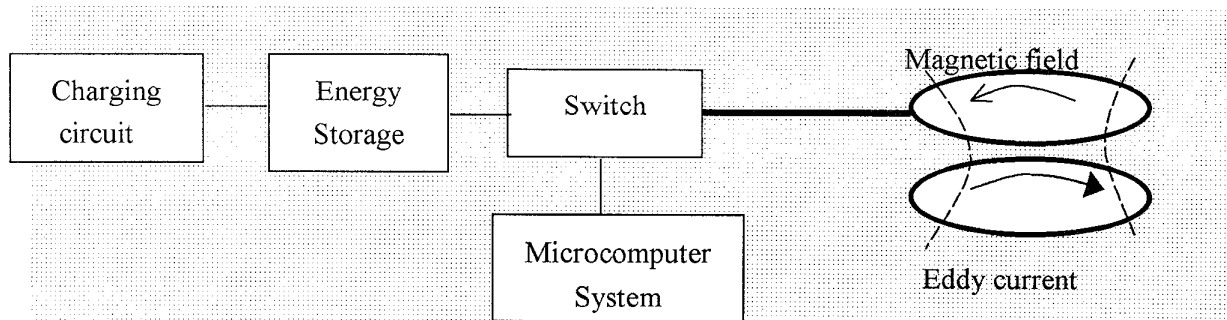 Charging
circuit
Energy
Storage
Switch
Microcomputer
System
Magnetic field
Eddy current